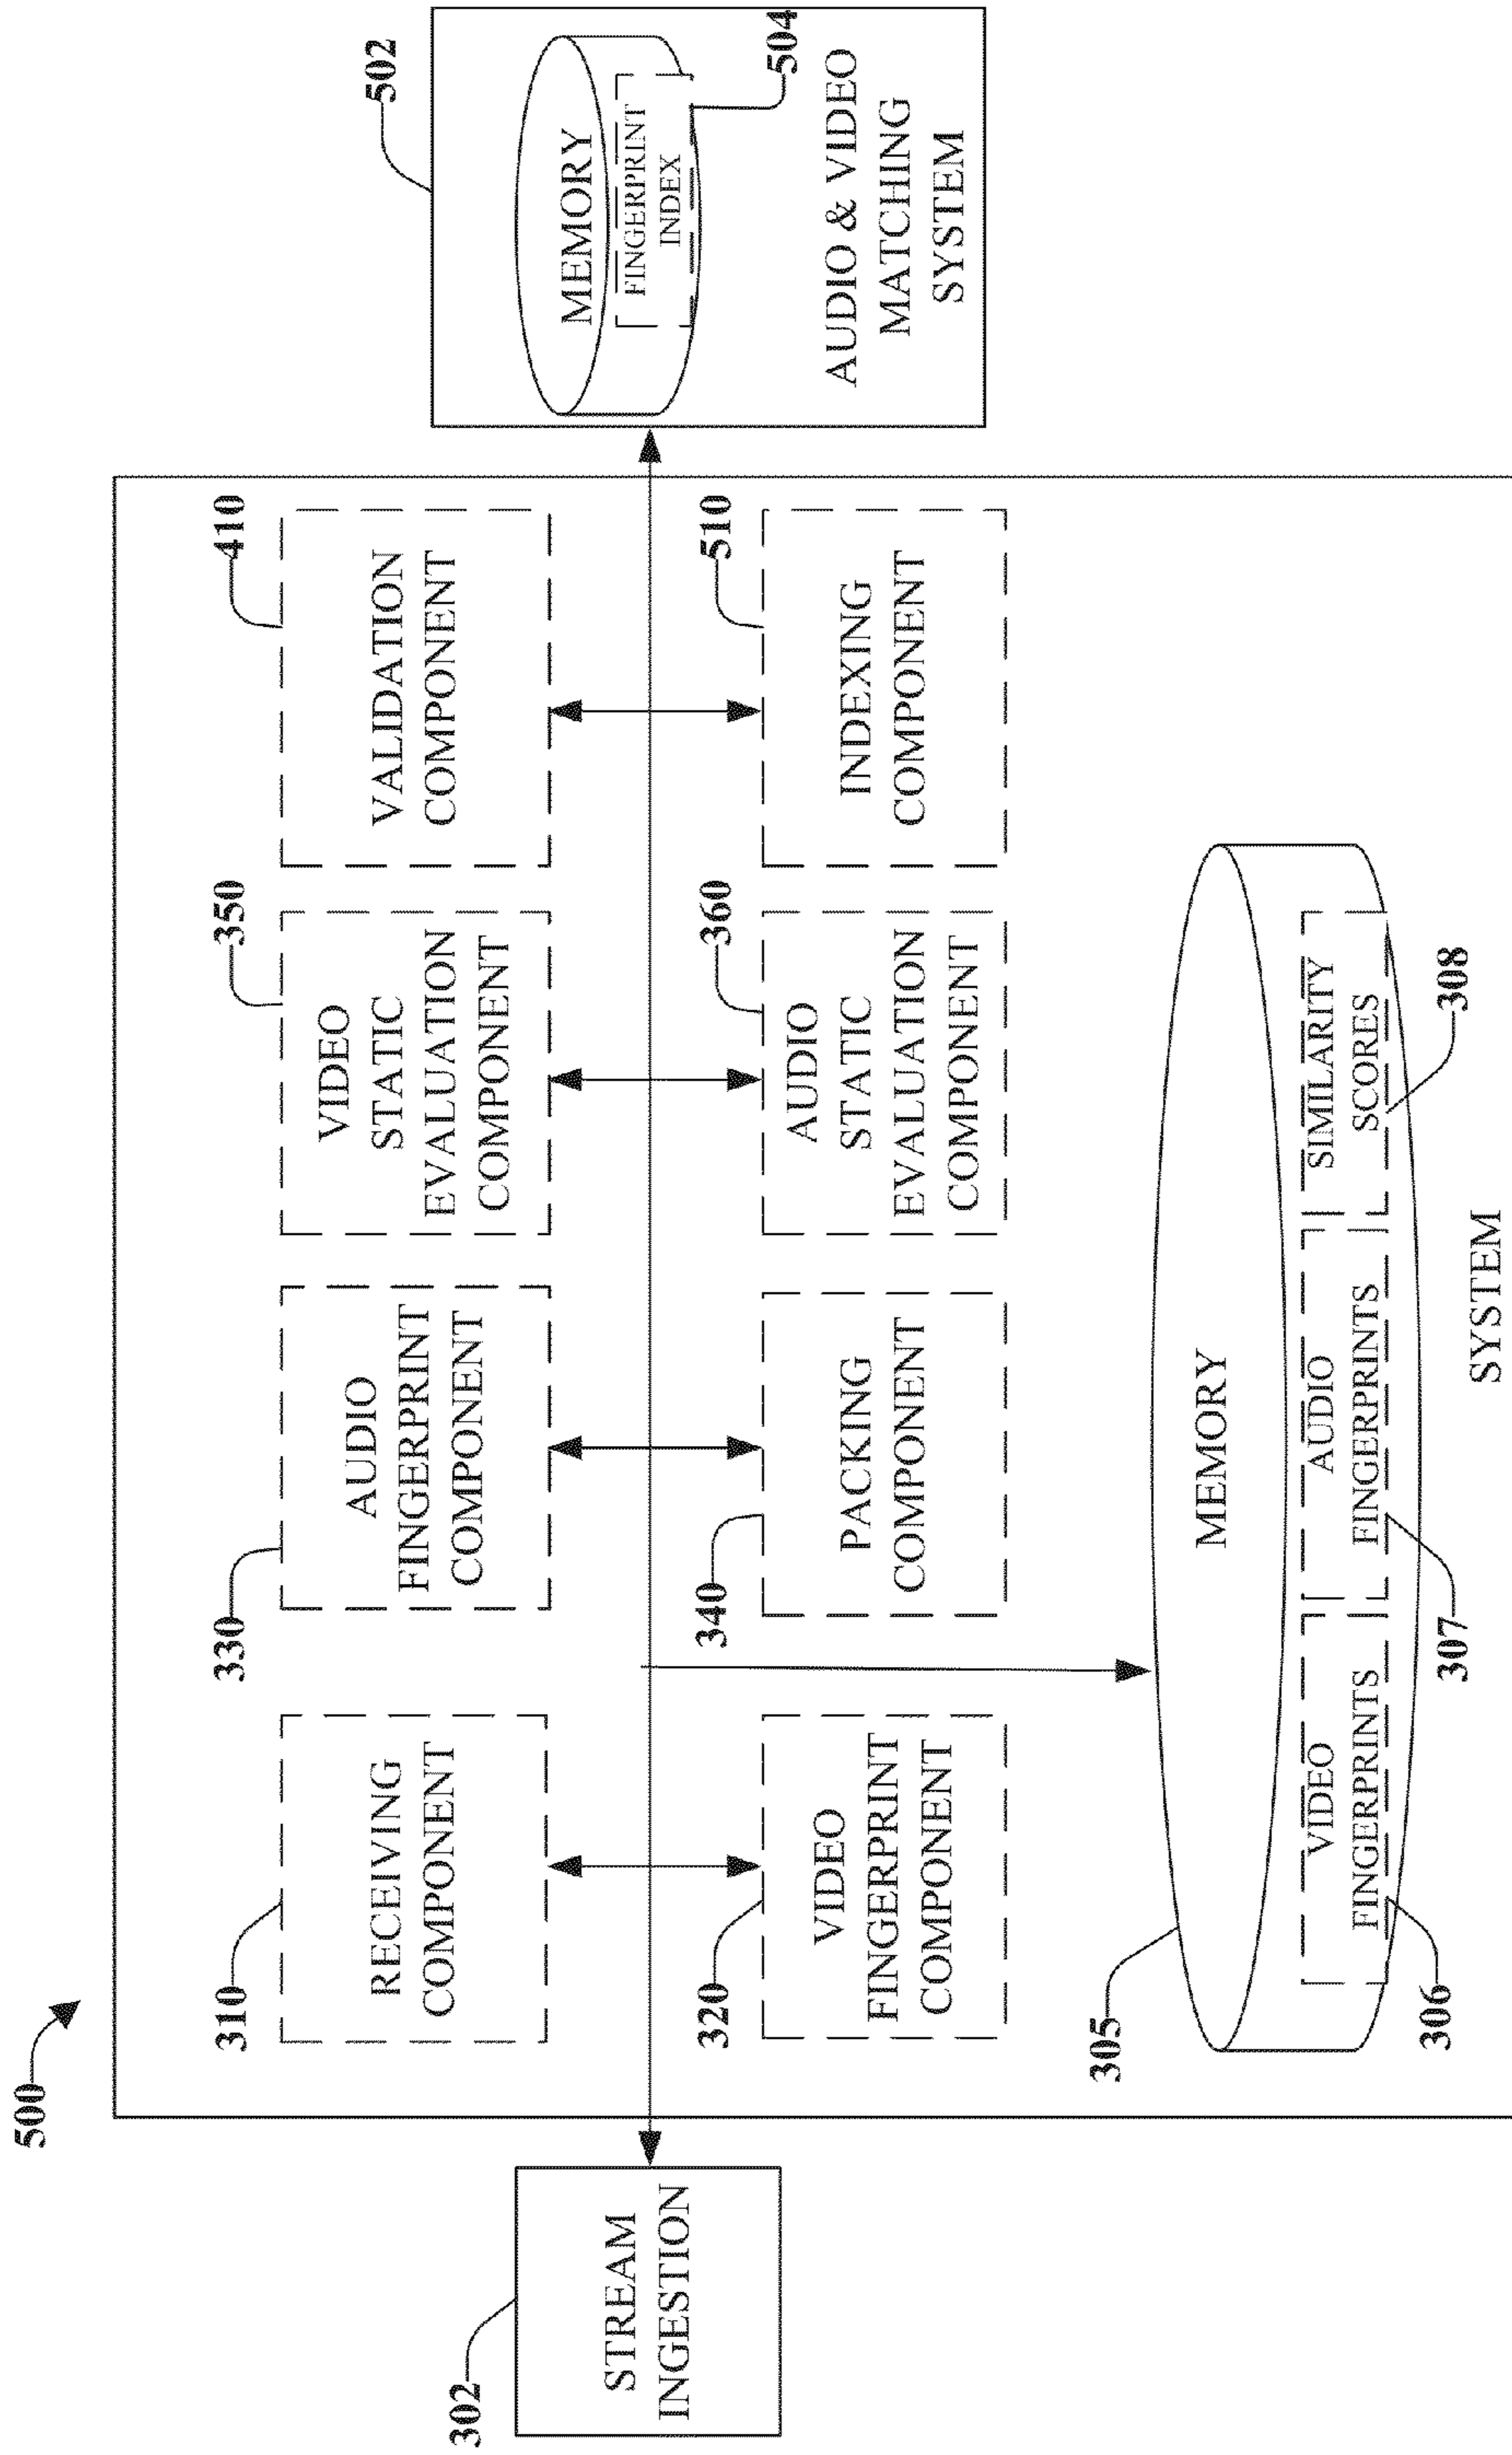 500
302
STREAM
INGESTION
310
RECEIVING
COMPONENT
330
AUDIO
FINGERPRINT
COMPONENT
350
VIDEO
STATIC
EVALUATION
COMPONENT
410
VALIDATION
COMPONENT
320
VIDEO
FINGERPRINT
COMPONENT
340
PACKING
COMPONENT
360
AUDIO
STATIC
EVALUATION
COMPONENT
510
INDEXING
COMPONENT
305
MEMORY
VIDEO
FINGERPRINTS
306
AUDIO
FINGERPRINTS
307
SIMILARITY
SCORES
308
SYSTEM
502
MEMORY
FINGERPRINT
INDEX
504
AUDIO & VIDEO
MATCHING
SYSTEM